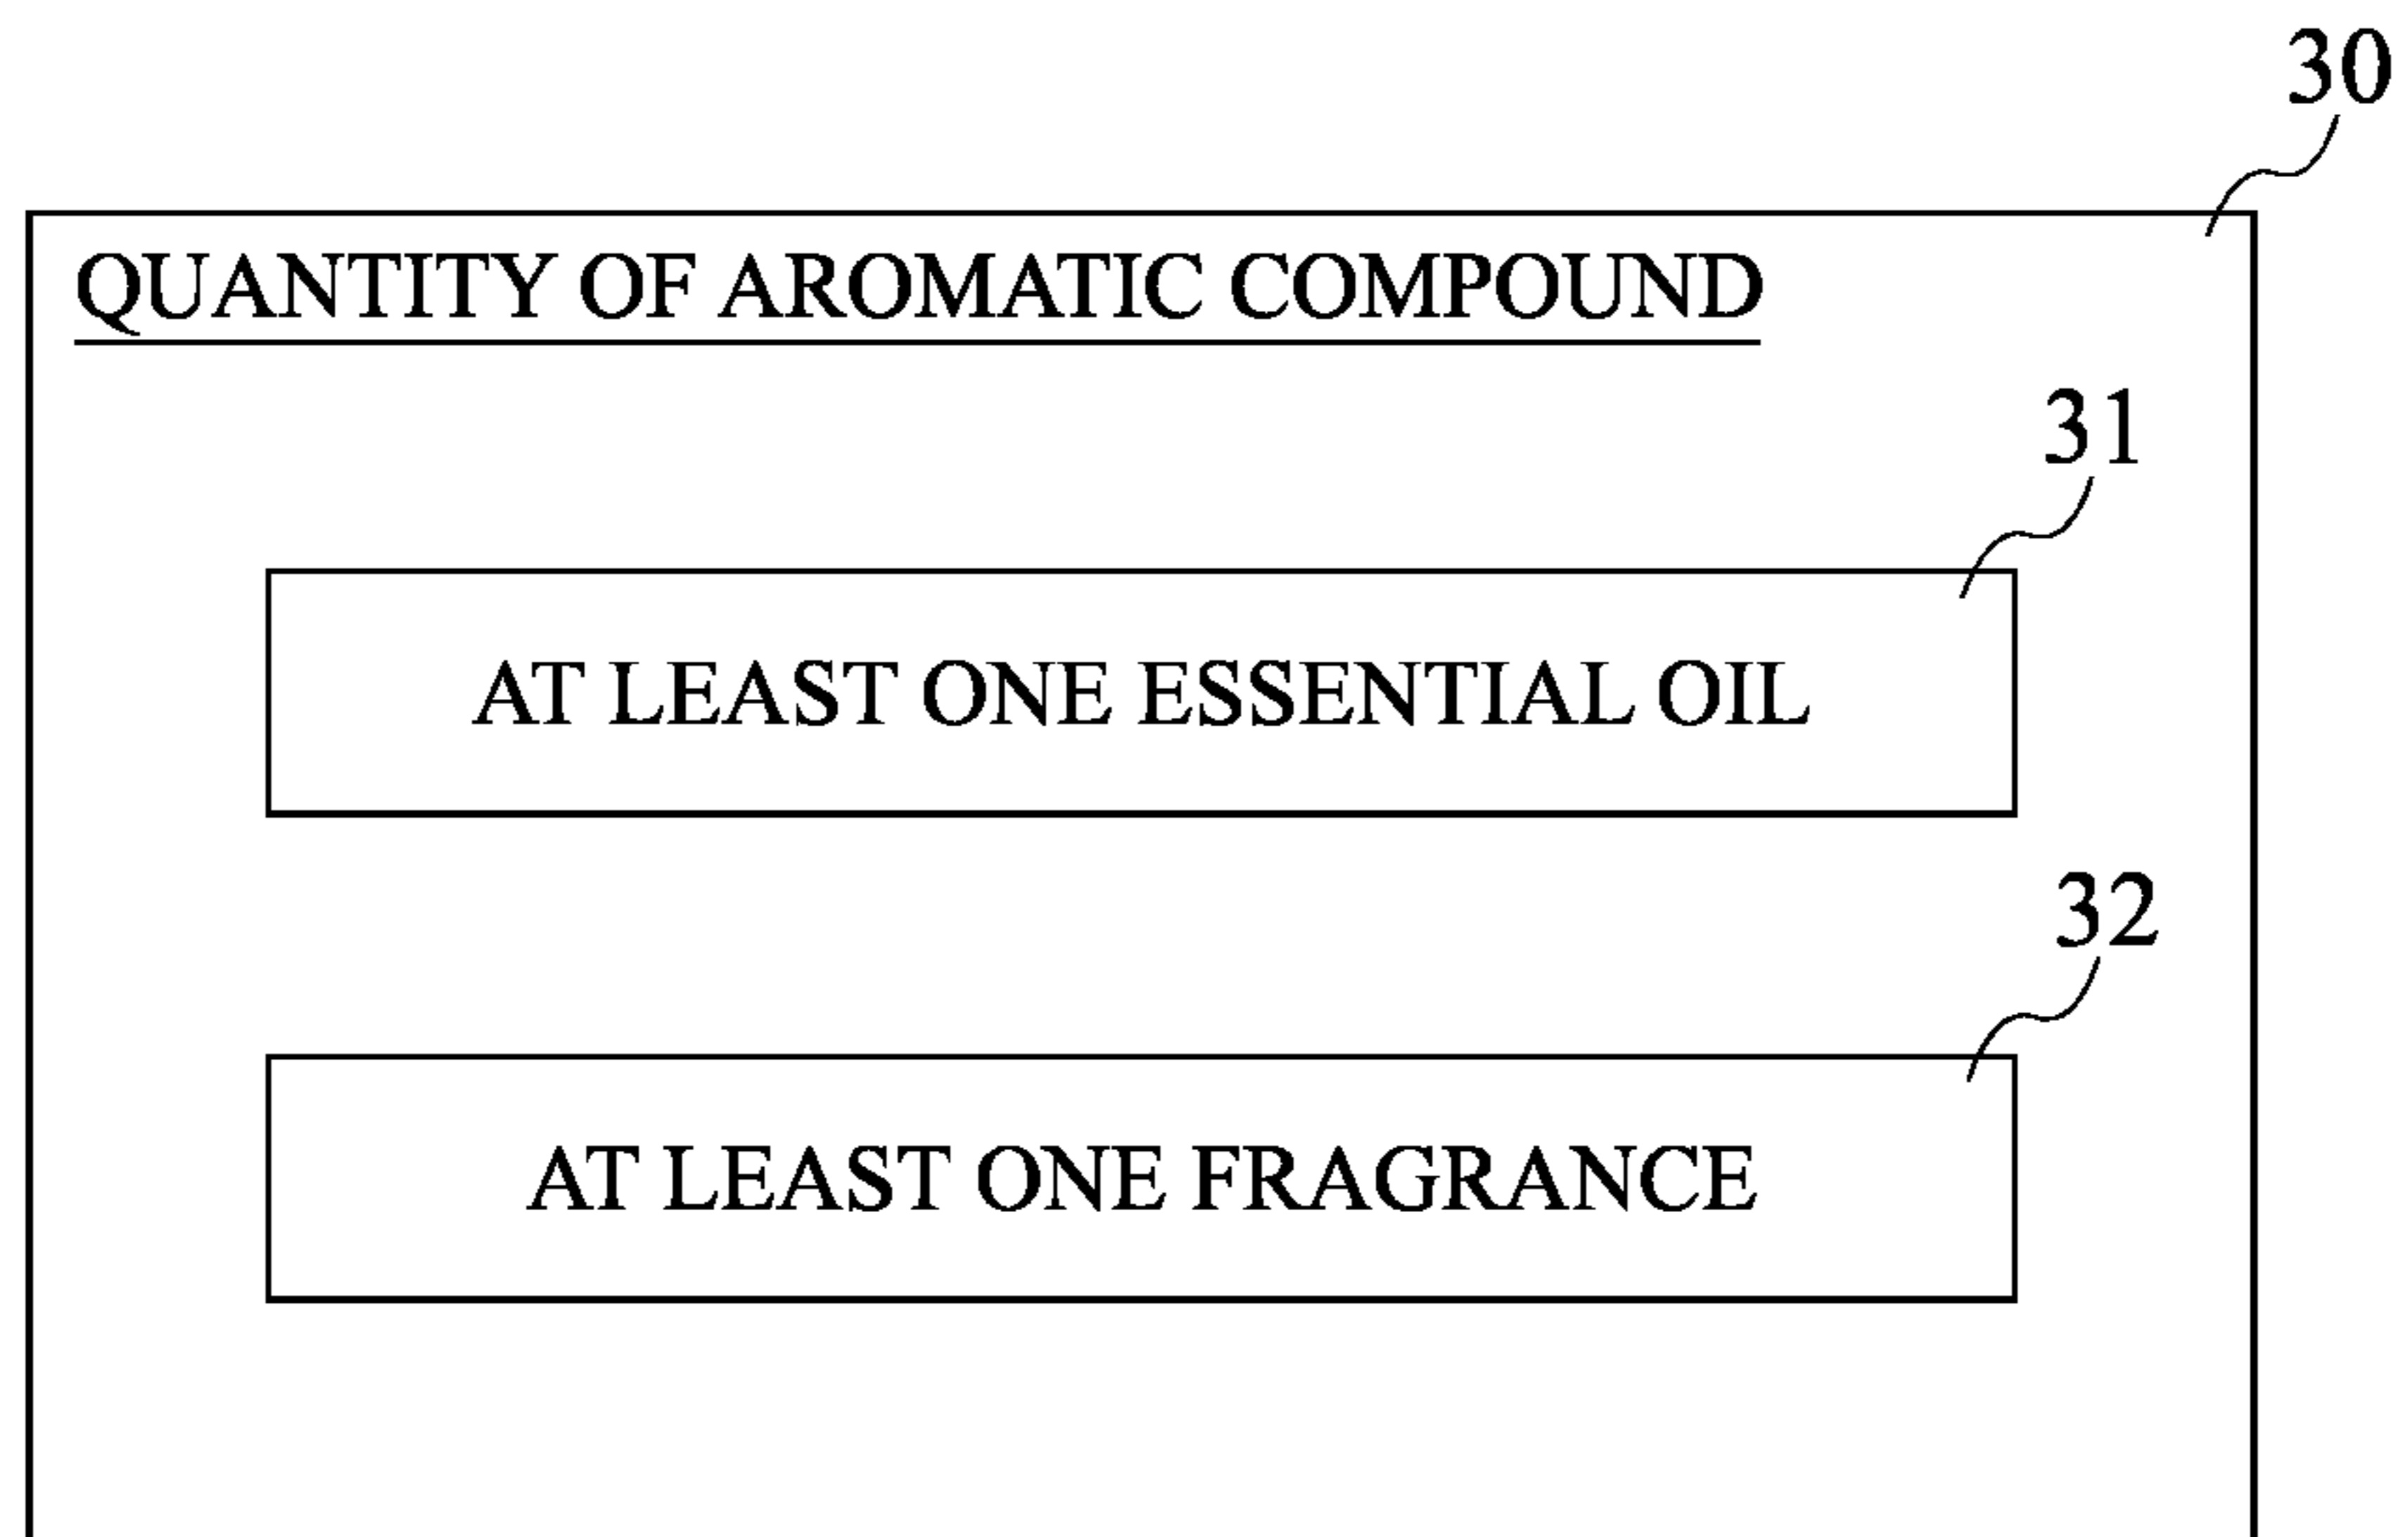 30
QUANTITY OF AROMATIC COMPOUND
31
AT LEAST ONE ESSENTIAL OIL
32
AT LEAST ONE FRAGRANCE